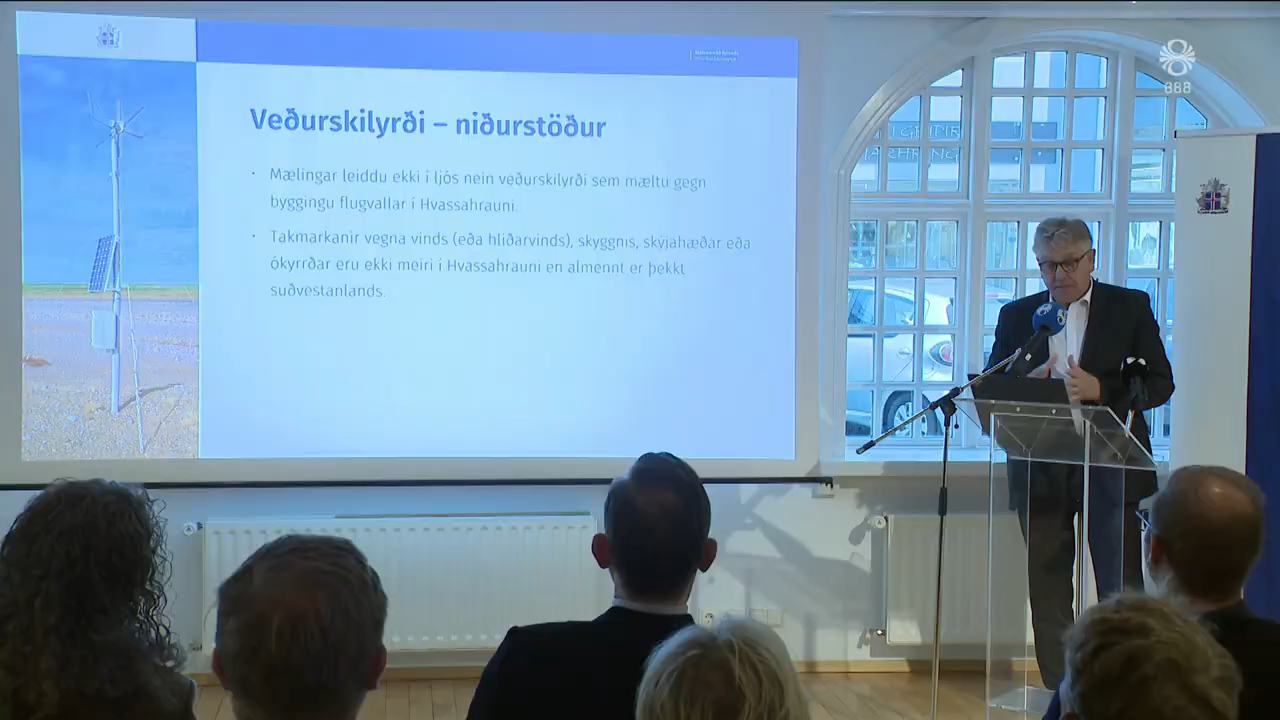 Veðurskilyrði – niðurstöður
· Mælingar leiddu ekki í ljós nein veðurskilyrði sem mæltu gegn
byggingu flugvallar í Hvassahrauni.
· Takmarkanir vegna vinds (eða hliðarvinds), skyggnis, skýjahæðar eða
ókyrrðar eru ekki meiri í Hvassahrauni en almennt er þekkt
suðvestanlands.
888